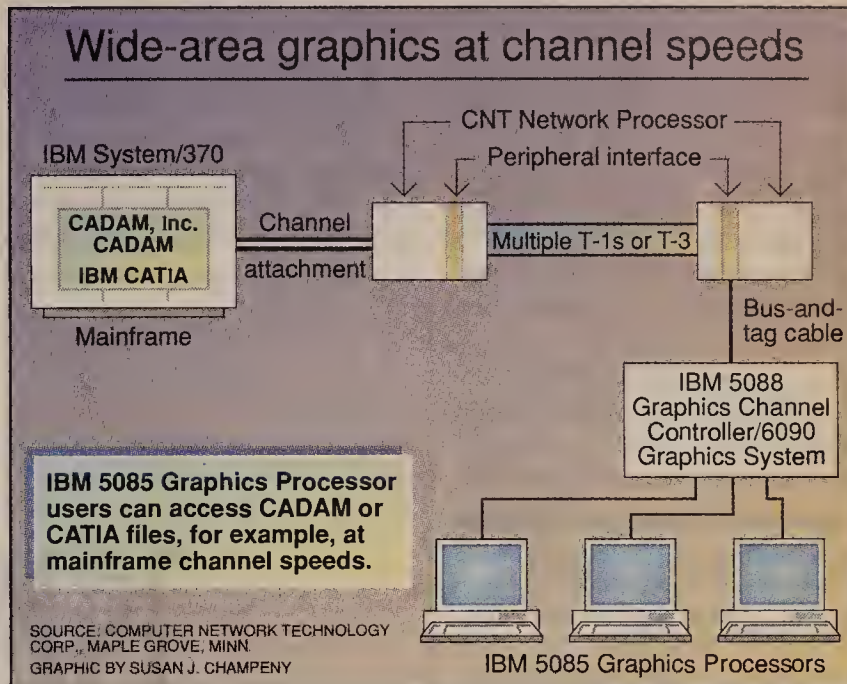 Wide-area graphics at channel speeds
CNT Network Processor
IBM System/370
Peripheral interface
CADAM, Inc.
CADAM
IBM CATIA
Channel
attachment
Multiple T-1s or T-3
Mainframe
Bus-and-
tag cable
IBM 5088
Graphics Channel
Controller/6090
Graphics System
IBM 5085 Graphics Processor
users can access CADAM or
CATIA files, for example, at
mainframe channel speeds.
SOURCE: COMPUTER NETWORK TECHNOLOGY
CORP., MAPLE GROVE, MINN.
GRAPHIC BY SUSAN J. CHAMPENY
IBM 5085 Graphics Processors